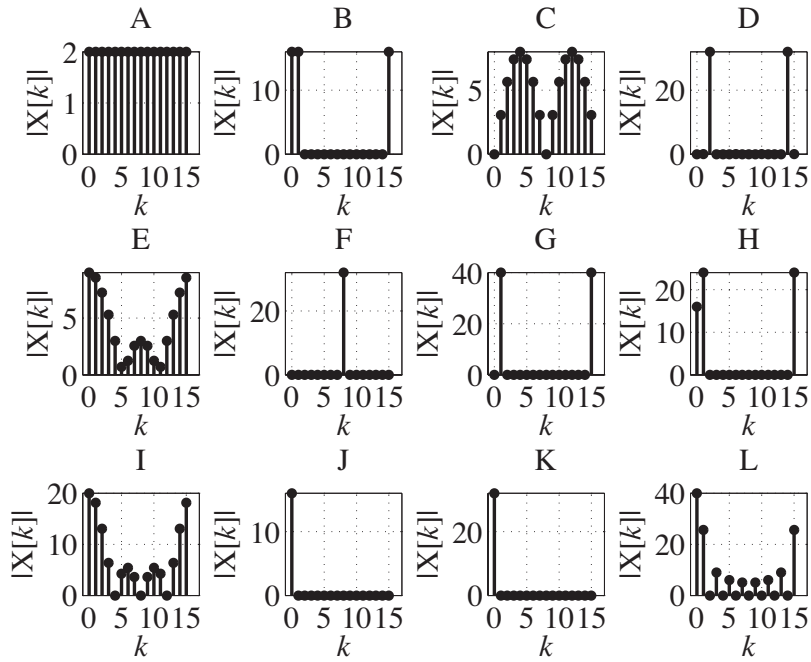 A B C D
|X[k]| 2 1 0 0 5 10 15 k
|X[k]| 10 0 0 5 10 15 k
|X[k]| 5 0 0 5 10 15 k
|X[k]| 20 0 0 5 10 15 k
E F G H
|X[k]| 5 0 0 5 10 15 k
|X[k]| 20 0 0 5 10 15 k
|X[k]| 40 20 0 0 5 10 15 k
|X[k]| 20 10 0 0 5 10 15 k
I J K L
|X[k]| 20 10 0 0 5 10 15 k
|X[k]| 10 0 0 5 10 15 k
|X[k]| 20 0 0 5 10 15 k
|X[k]| 40 20 0 0 5 10 15 k